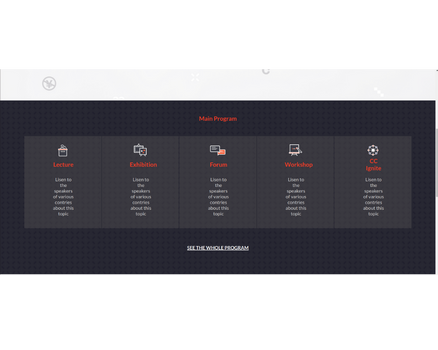 Main Program
Lecture
Listen to
the
speakers
of various
contries
about this
topic
Exhibition
Listen to
the
speakers
of various
contries
about this
topic
Forum
Listen to
the
speakers
of various
contries
about this
topic
Workshop
Listen to
the
speakers
of various
contries
about this
topic
CC
Ignite
Listen to
the
speakers
of various
contries
about this
topic
SEE THE WHOLE PROGRAM